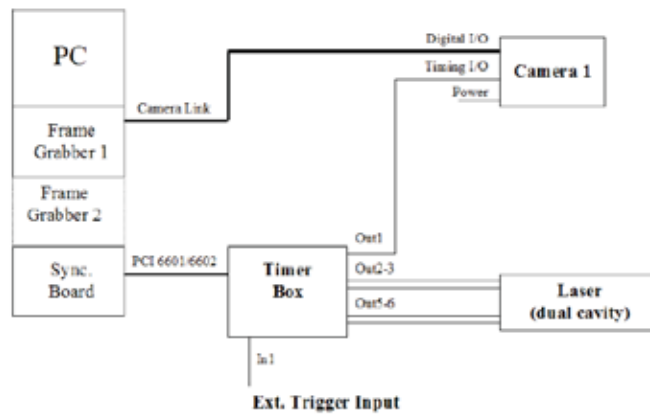 PC
Digital I/O
Timing I/O
Power
Camera 1
Camera Link
Frame
Grabber 1
Frame
Grabber 2
Sync.
Board
PCI 6601/6602
Timer
Box
Out1
Out2-3
Out5-6
Laser
(dual cavity)
In1
Ext. Trigger Input